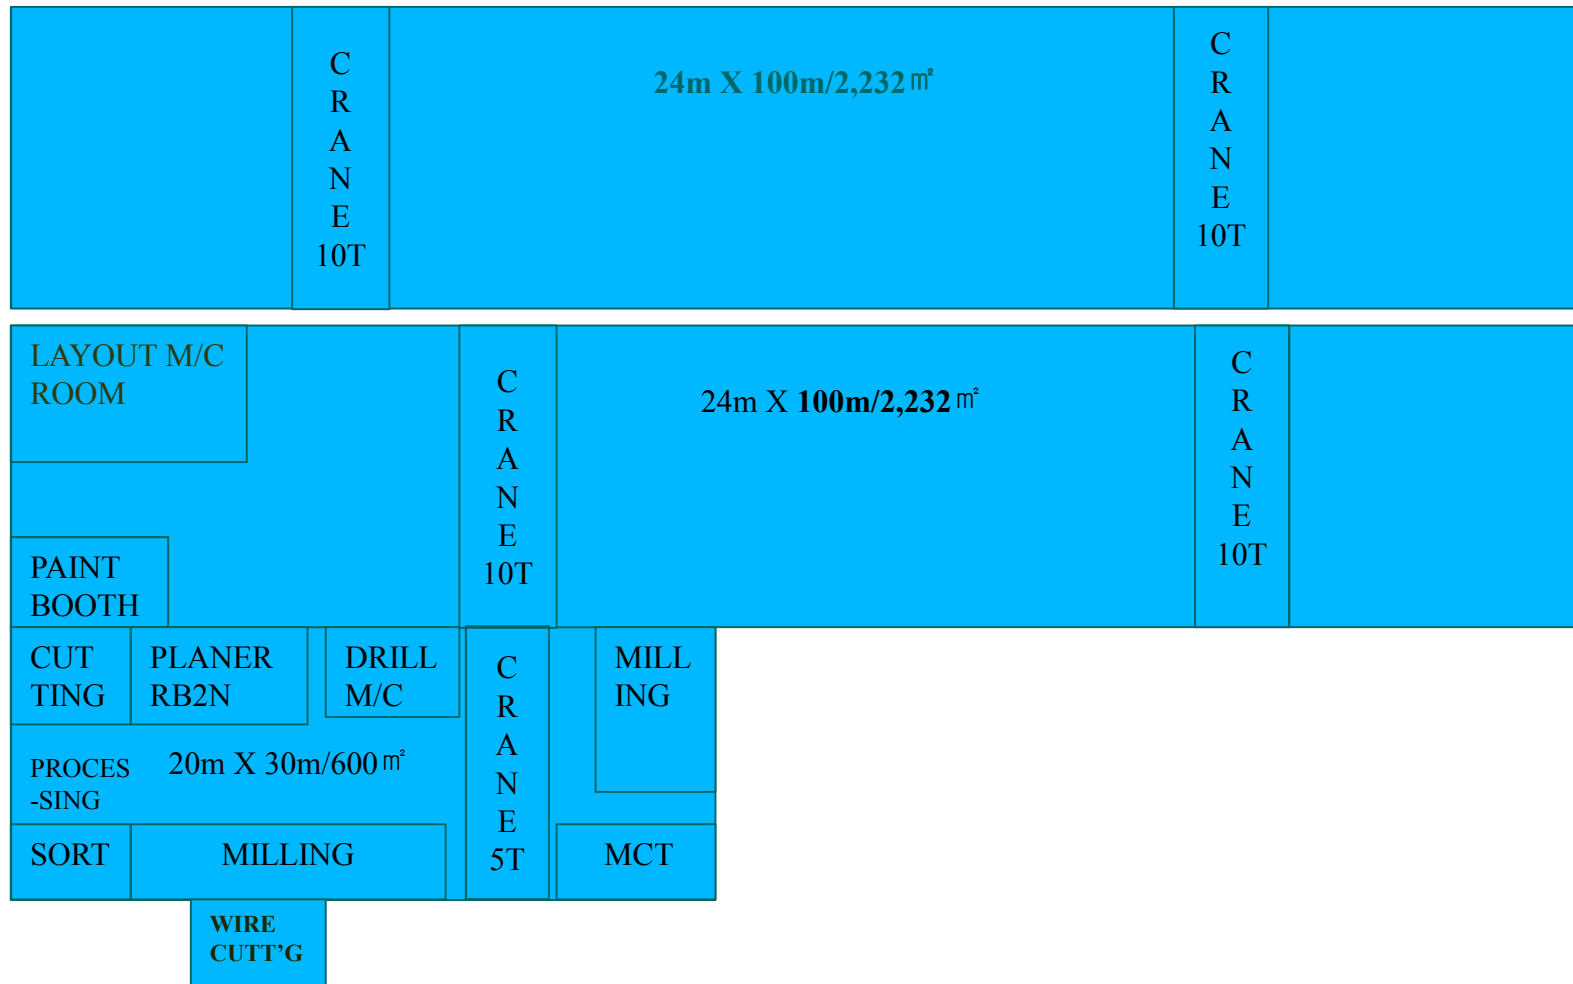 C
R
A
N
E
10T
24m X 100m/2,232㎡
C
R
A
N
E
10T
LAYOUT M/C
ROOM
C
R
A
N
E
10T
24m X 100m/2,232㎡
C
R
A
N
E
10T
PAINT
BOOTH
CUT
TING
PLANER
RB2N
DRILL
M/C
C
R
A
N
E
5T
MILL
ING
PROCES
-SING
20m X 30m/600㎡
SORT
MILLING
MCT
WIRE
CUTT’G